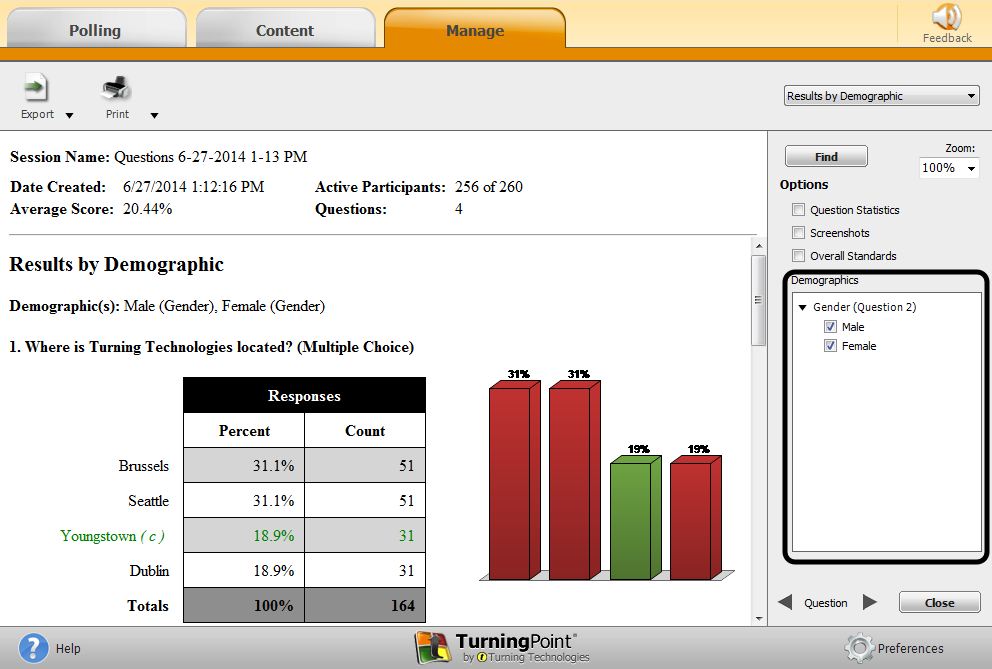 Polling
Content
Manage
Feedback
Export
Print
Results by Demographic
Session Name: Questions 6-27-2014 1-13 PM
Date Created: 6/27/2014 1:12:16 PM Active Participants: 256 of 260
Average Score: 20.44% Questions: 4
Results by Demographic
Demographic(s): Male (Gender), Female (Gender)
1. Where is Turning Technologies located? (Multiple Choice)
Responses
Percent Count
Brussels 31.1% 51
Seattle 31.1% 51
Youngstown ( c ) 18.9% 31
Dublin 18.9% 31
Totals 100% 164
31% 31% 19% 19%
Find
Zoom:
100%
Options
Question Statistics
Screenshots
Overall Standards
Demographics
Gender (Question 2)
Male
Female
Question
Close
? Help
TurningPoint®
by Turning Technologies
Preferences